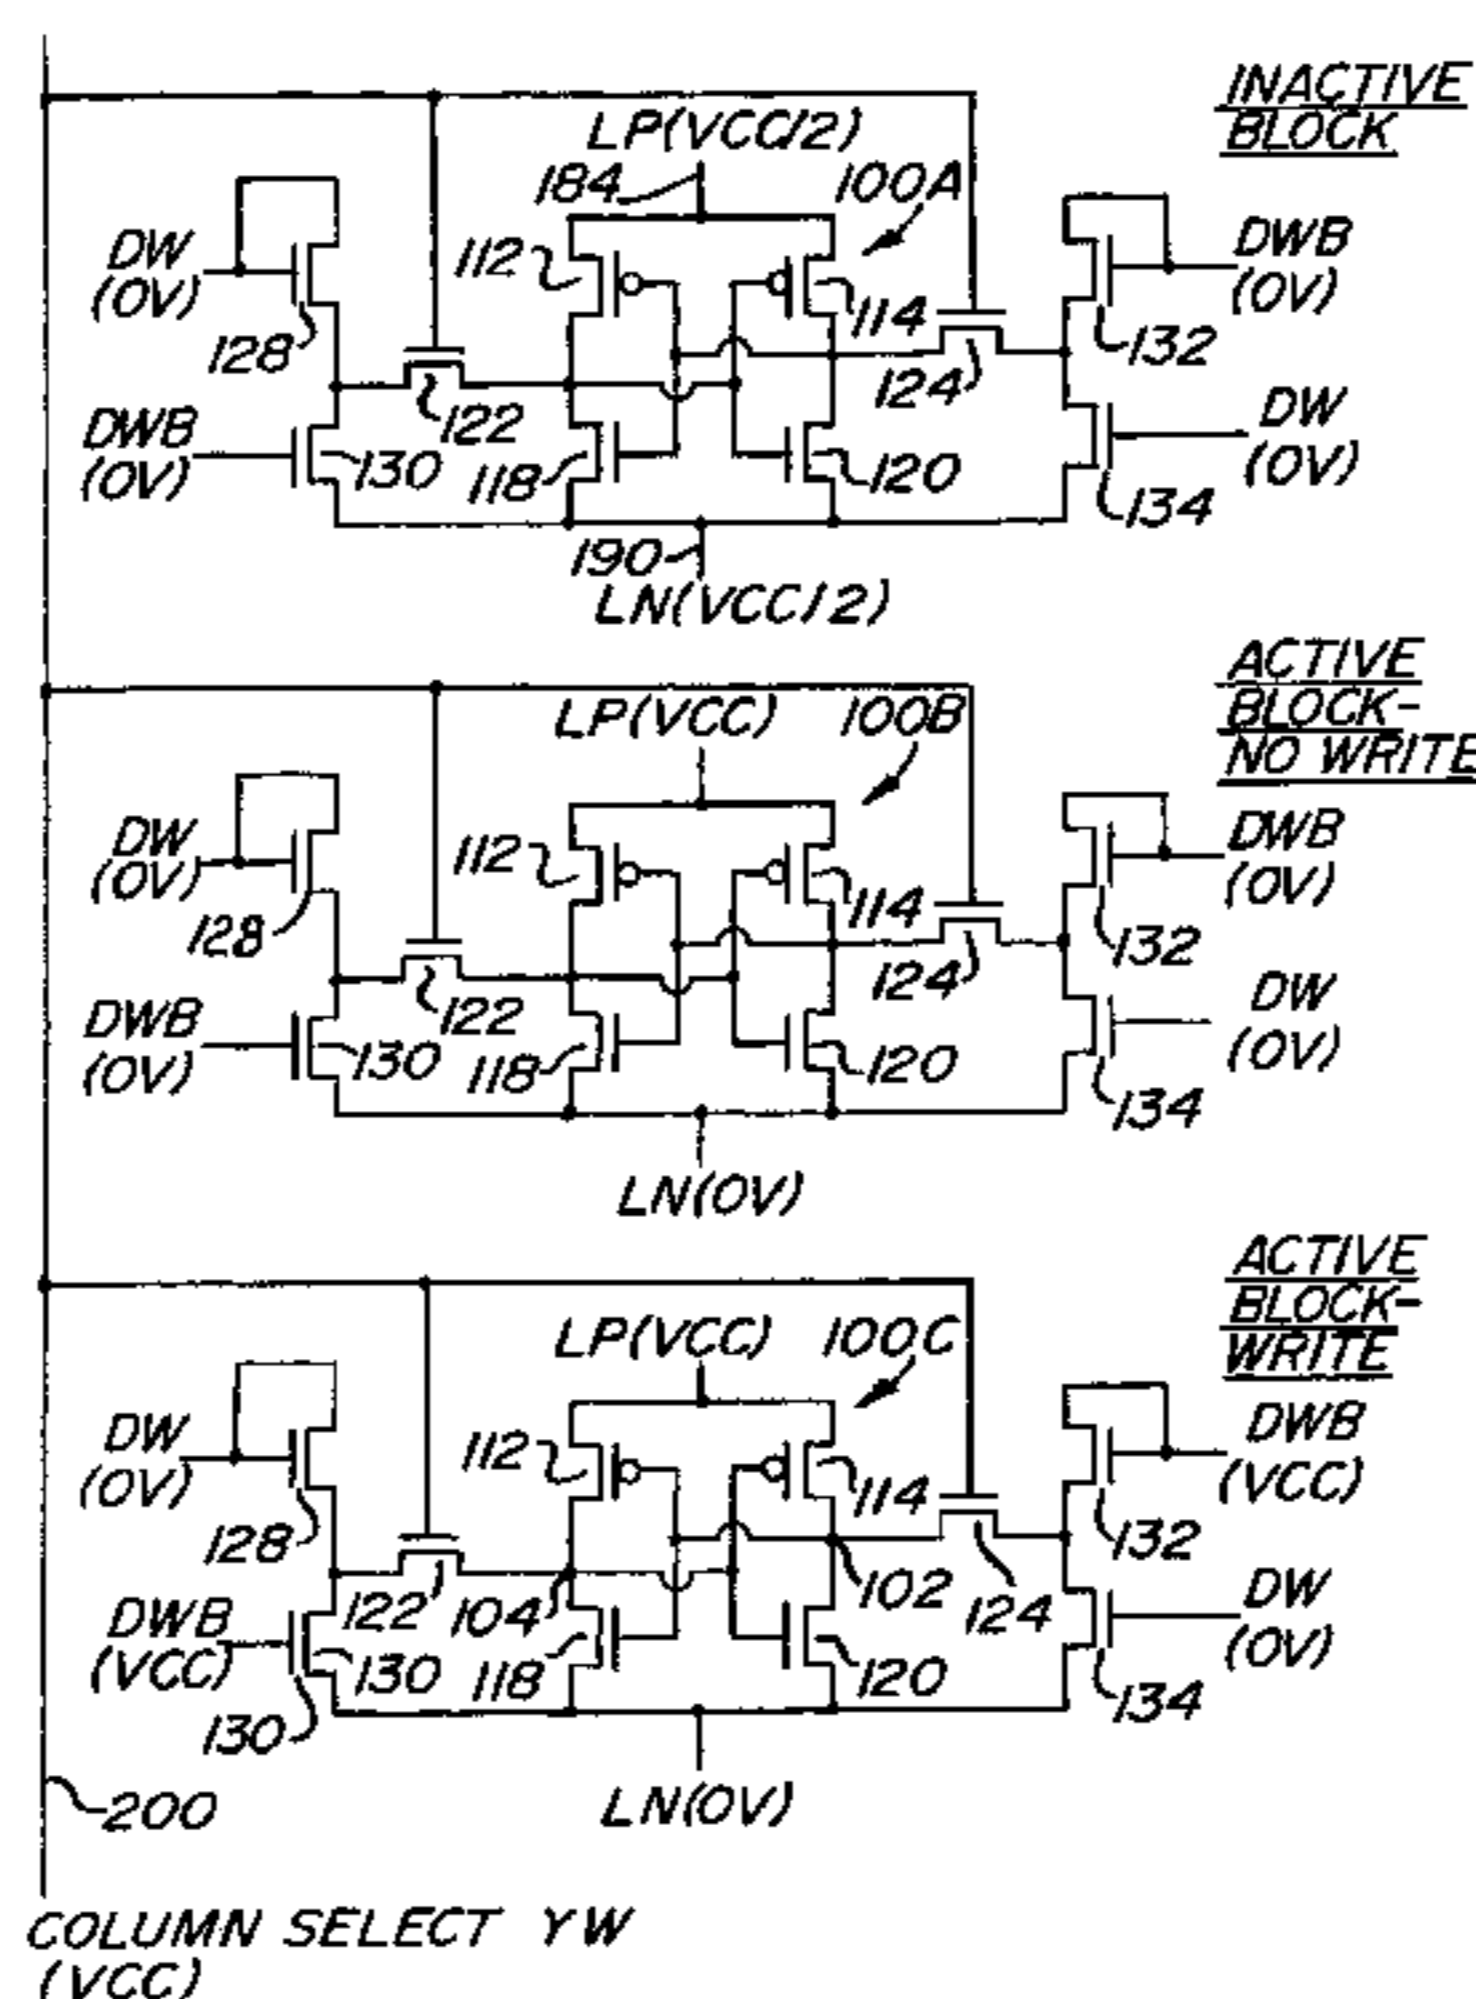 INACTIVE
BLOCK
LP(VCC/2)
184
100A
DW
(0V)
112
114
DWB
(0V)
128
132
122
124
DWB
(0V)
130
118
120
DW
(0V)
134
190
LN(VCC/2)
ACTIVE
BLOCK-
NO WRITE
LP(VCC)
100B
DW
(0V)
112
114
DWB
(0V)
128
132
122
124
DWB
(0V)
130
118
120
DW
(0V)
134
LN(0V)
ACTIVE
BLOCK-
WRITE
LP(VCC)
100C
DW
(0V)
112
114
DWB
(VCC)
128
132
122
104
102
124
DWB
(VCC)
130
118
120
DW
(0V)
134
130
200
LN(0V)
COLUMN SELECT YW
(VCC)